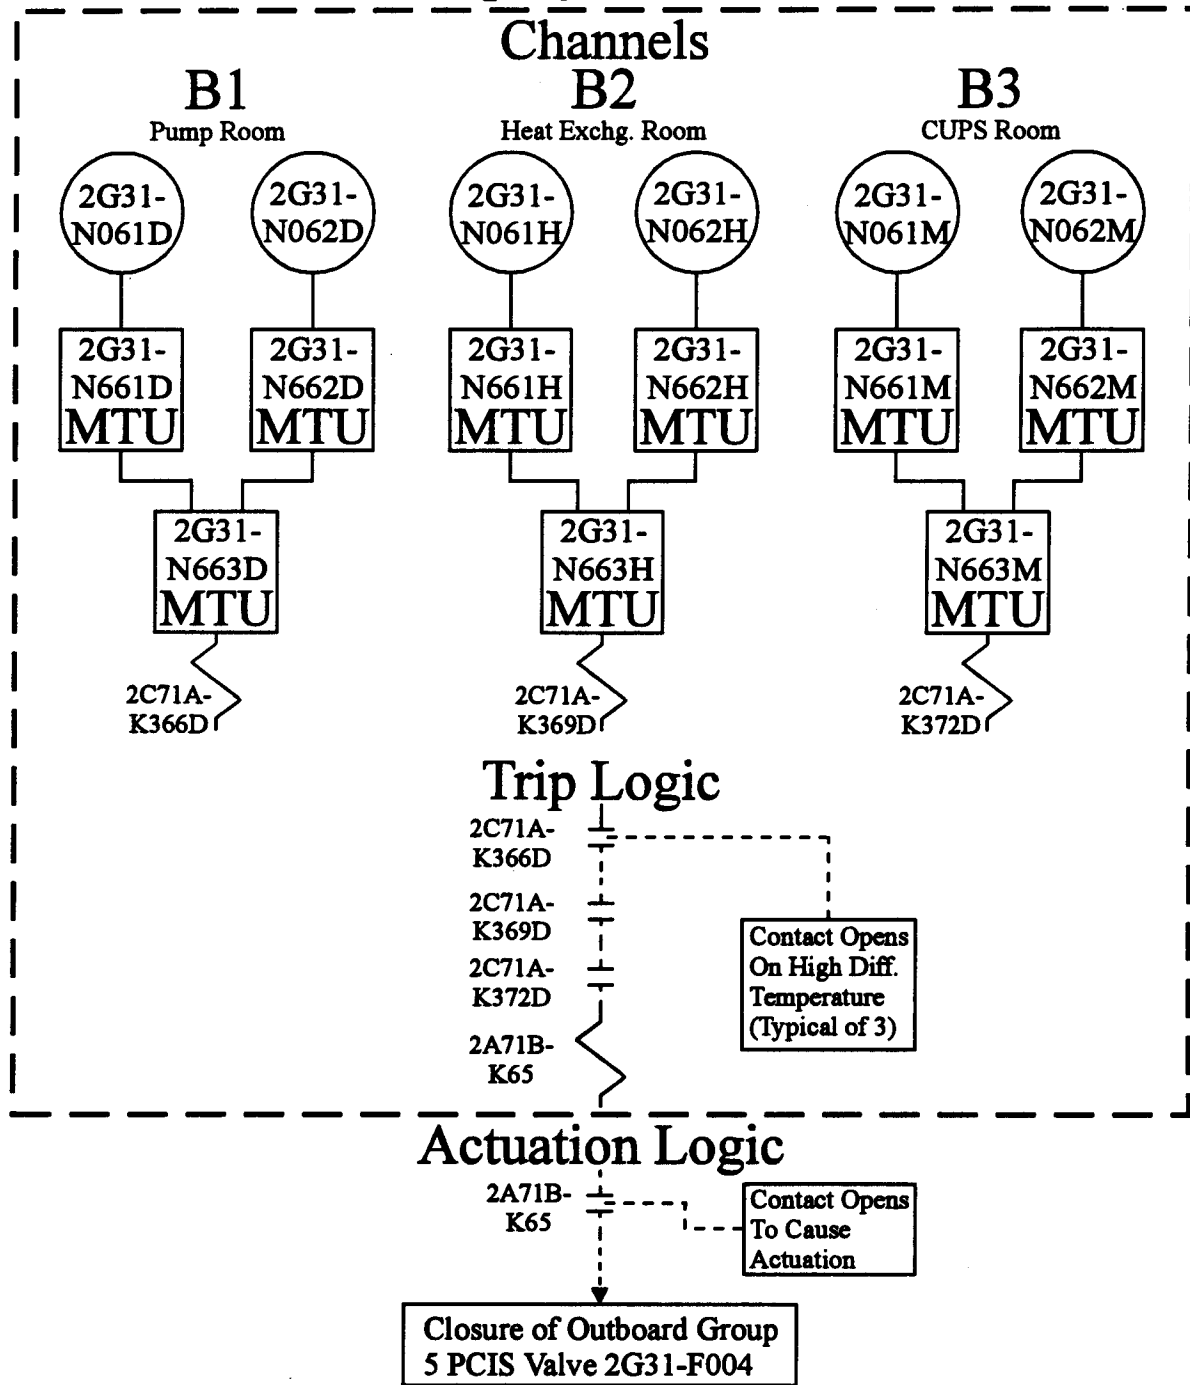 Channels
B1
Pump Room
B2
Heat Exchg. Room
B3
CUPS Room
2G31-
N061D
2G31-
N062D
2G31-
N061H
2G31-
N062H
2G31-
N061M
2G31-
N062M
2G31-
N661D
MTU
2G31-
N662D
MTU
2G31-
N661H
MTU
2G31-
N662H
MTU
2G31-
N661M
MTU
2G31-
N662M
MTU
2G31-
N663D
MTU
2G31-
N663H
MTU
2G31-
N663M
MTU
2C71A-
K366D
2C71A-
K369D
2C71A-
K372D
Trip Logic
2C71A-
K366D
2C71A-
K369D
2C71A-
K372D
2A71B-
K65
Contact Opens
On High Diff.
Temperature
(Typical of 3)
Actuation Logic
2A71B-
K65
Contact Opens
To Cause
Actuation
Closure of Outboard Group
5 PCIS Valve 2G31-F004